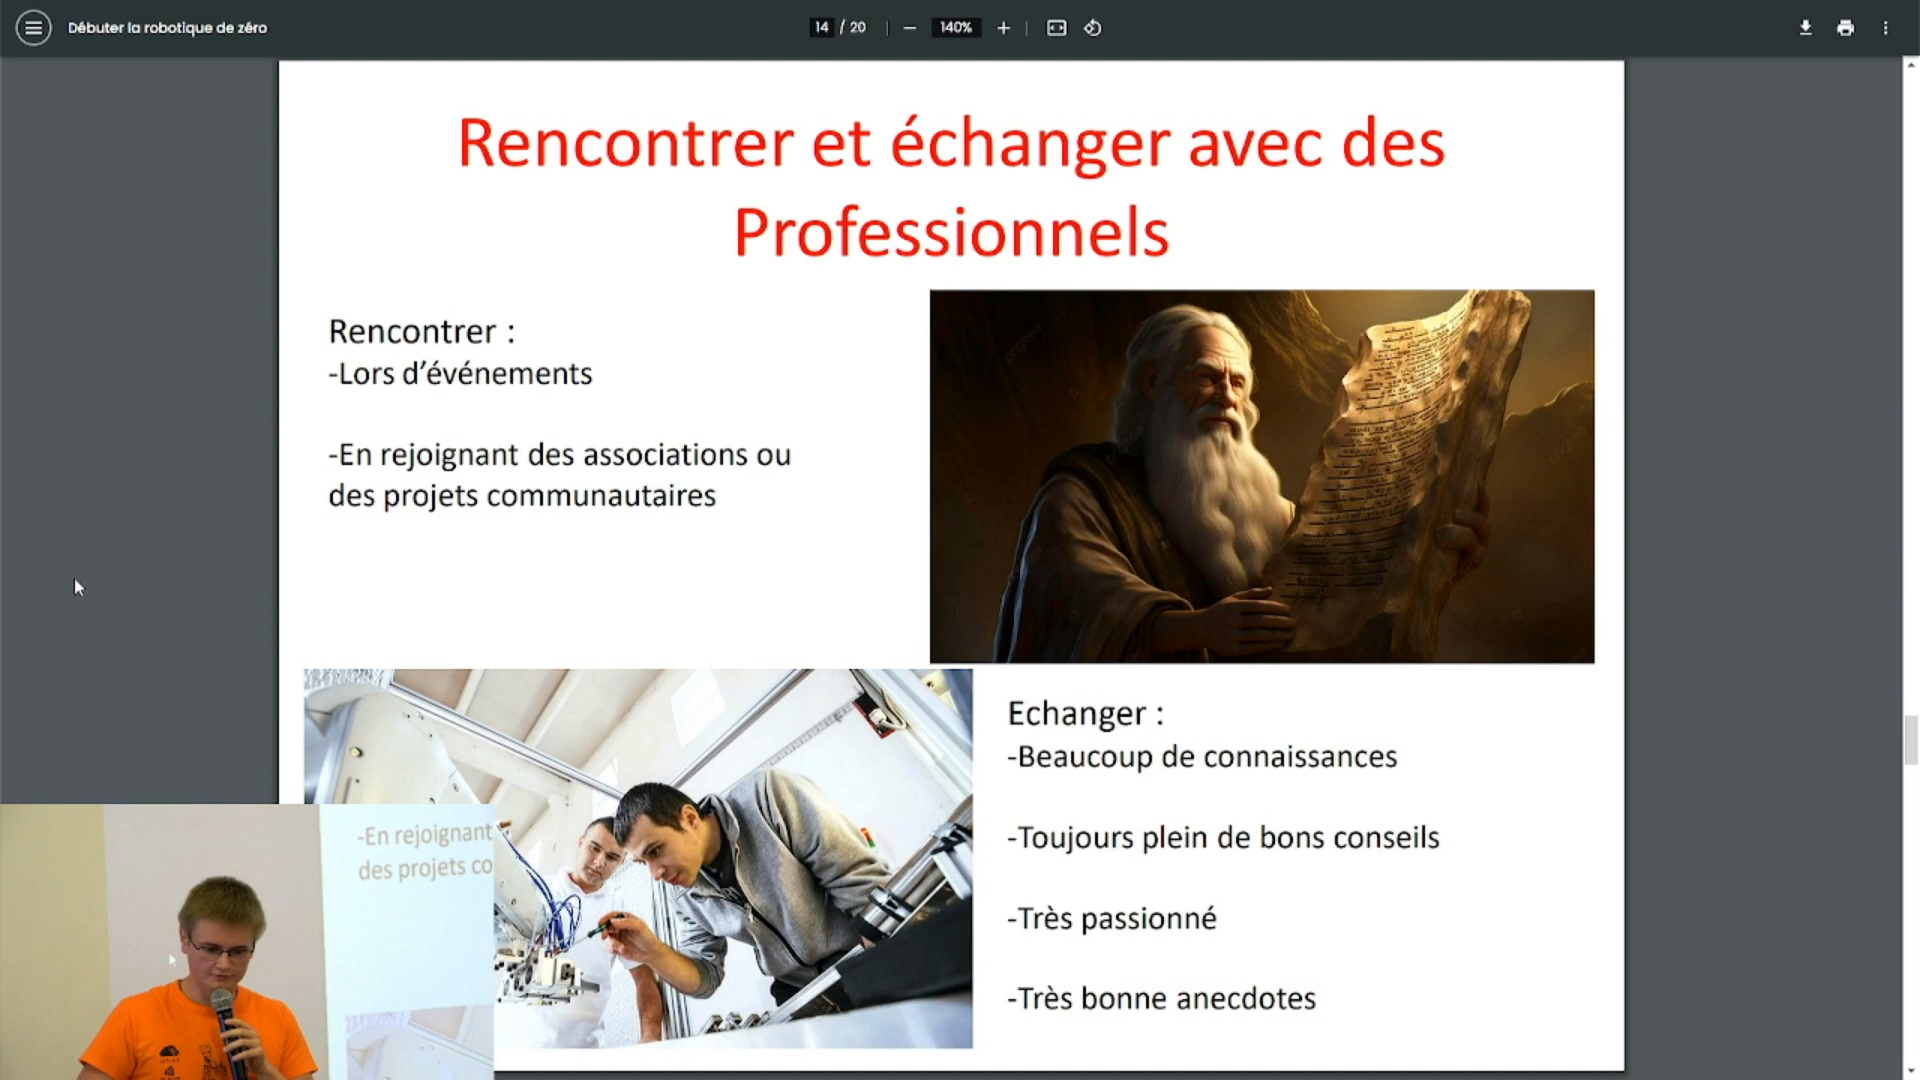 Débuter la robotique de zéro
14 / 20
140%
Rencontrer et échanger avec des
Professionnels
Rencontrer :
-Lors d’événements
-En rejoignant des associations ou
des projets communautaires
Echanger :
-Beaucoup de connaissances
-Toujours plein de bons conseils
-Très passionné
-Très bonne anecdotes
-En rejoignant
des projets co